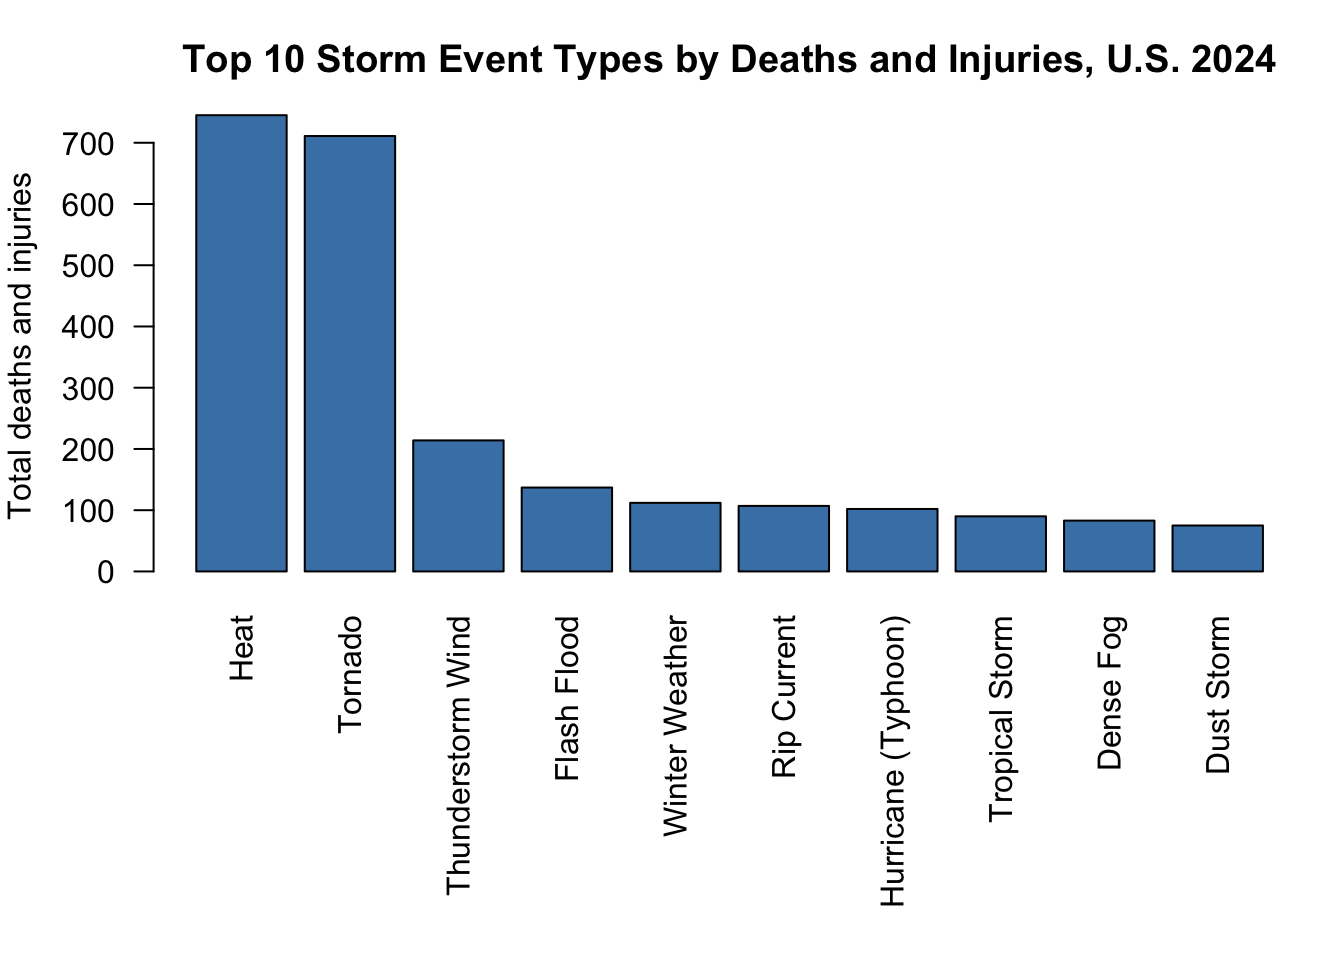 Top 10 Storm Event Types by Deaths and Injuries, U.S. 2024
Total deaths and injuries
700
600
500
400
300
200
100
0
Heat
Tornado
Thunderstorm Wind
Flash Flood
Winter Weather
Rip Current
Hurricane (Typhoon)
Tropical Storm
Dense Fog
Dust Storm